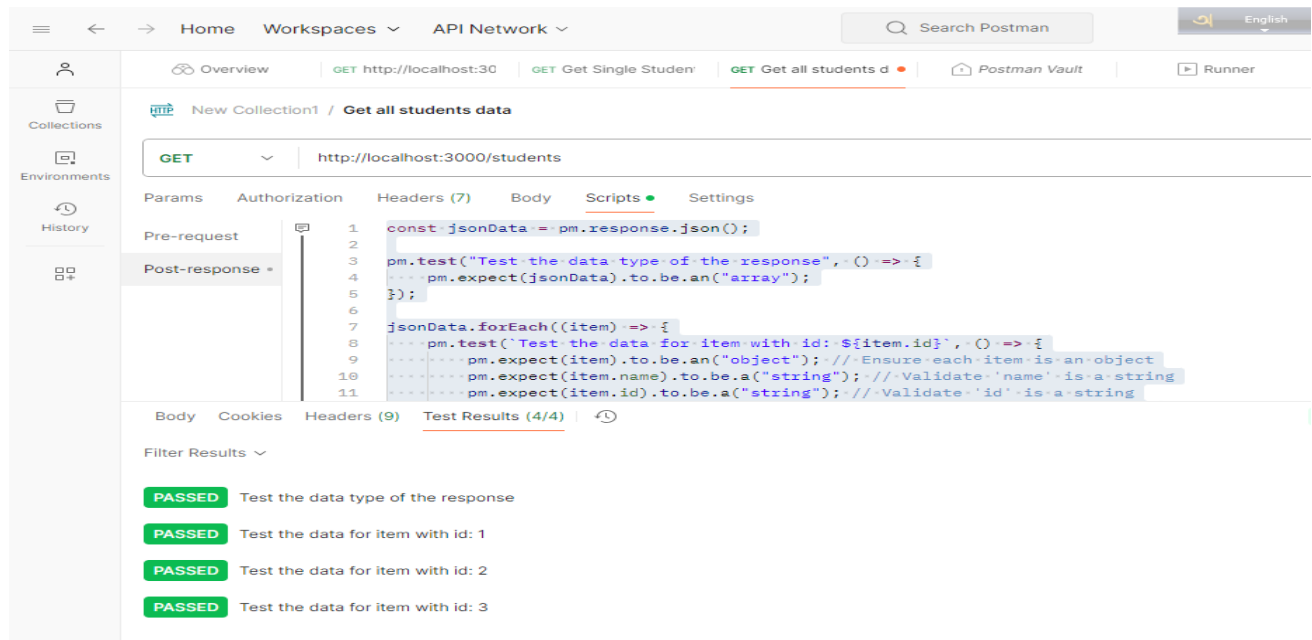 Home Workspaces API Network Search Postman অ English
Overview GET http://localhost:30 GET Get Single Studen GET Get all students d Postman Vault Runner
Collections
Environments
History
HTTP New Collection1 / Get all students data
GET http://localhost:3000/students
Params Authorization Headers (7) Body Scripts Settings
Pre-request
Post-response
1 const jsonData = pm.response.json();
2
3 pm.test("Test the data type of the response", () => {
4     pm.expect(jsonData).to.be.an("array");
5 });
6
7 jsonData.forEach((item) => {
8     pm.test(`Test the data for item with id: ${item.id}`, () => {
9         pm.expect(item).to.be.an("object"); // Ensure each item is an object
10         pm.expect(item.name).to.be.a("string"); // Validate 'name' is a string
11         pm.expect(item.id).to.be.a("string"); // Validate 'id' is a string
Body Cookies Headers (9) Test Results (4/4)
Filter Results
PASSED Test the data type of the response
PASSED Test the data for item with id: 1
PASSED Test the data for item with id: 2
PASSED Test the data for item with id: 3